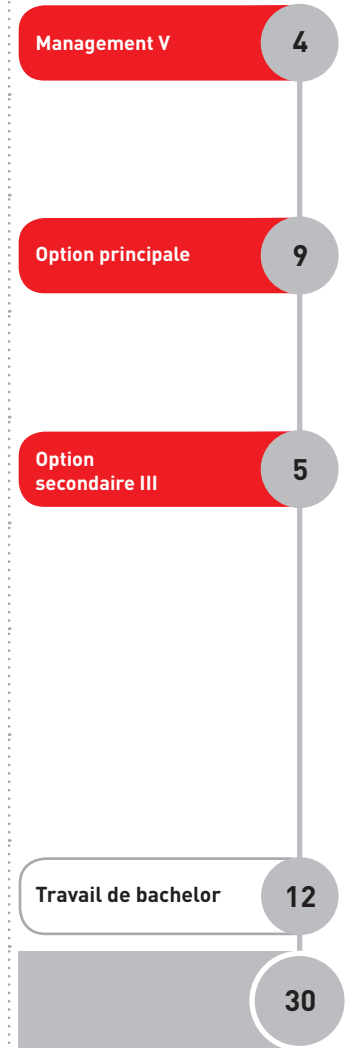 Management V
4
Option principale
9
Option
secondaire III
5
Travail de bachelor
12
30